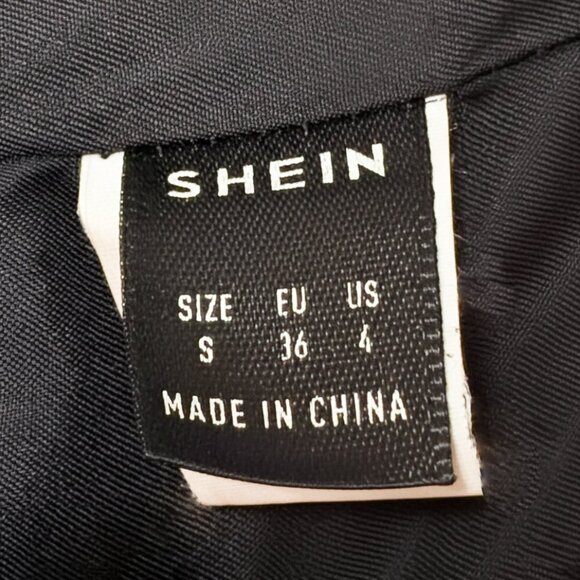 SHEIN
SIZE EU US
S 36 4
MADE IN CHINA